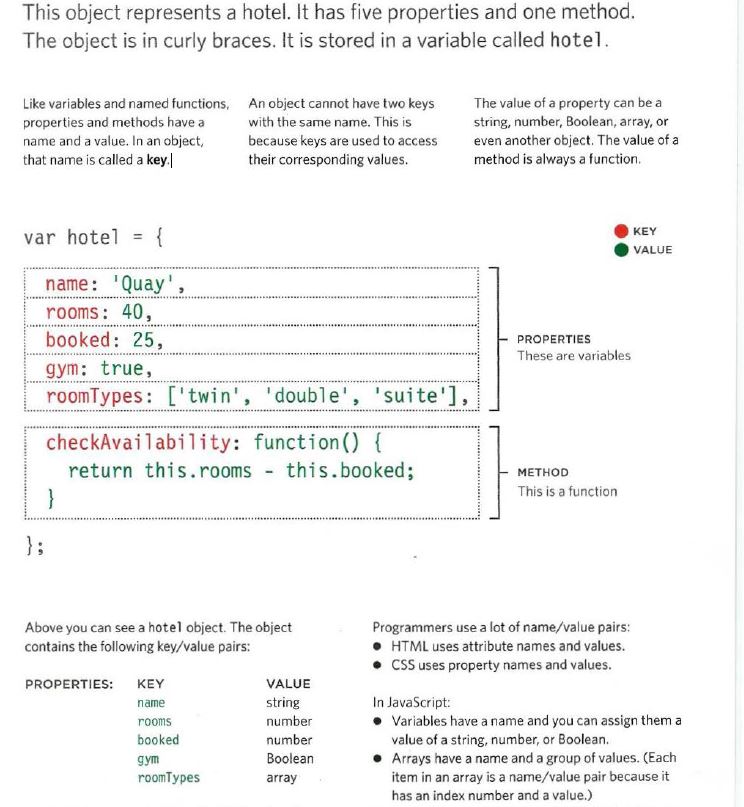 This object represents a hotel. It has five properties and one method.
The object is in curly braces. It is stored in a variable called hotel.
Like variables and named functions,
properties and methods have a
name and a value. In an object,
that name is called a key.
An object cannot have two keys
with the same name. This is
because keys are used to access
their corresponding values.
The value of a property can be a
string, number, Boolean, array, or
even another object. The value of a
method is always a function.
var hotel = {
KEY
VALUE
name: 'Quay',
rooms: 40,
booked: 25,
gym: true,
roomTypes: ['twin', 'double', 'suite'],
PROPERTIES
These are variables
checkAvailability: function() {
return this.rooms - this.booked;
}
METHOD
This is a function
};
Above you can see a hotel object. The object
contains the following key/value pairs:
PROPERTIES: KEY VALUE
name string
rooms number
booked number
gym Boolean
roomTypes array
Programmers use a lot of name/value pairs:
● HTML uses attribute names and values.
● CSS uses property names and values.
In JavaScript:
● Variables have a name and you can assign them a
value of a string, number, or Boolean.
● Arrays have a name and a group of values. (Each
item in an array is a name/value pair because it
has an index number and a value.)